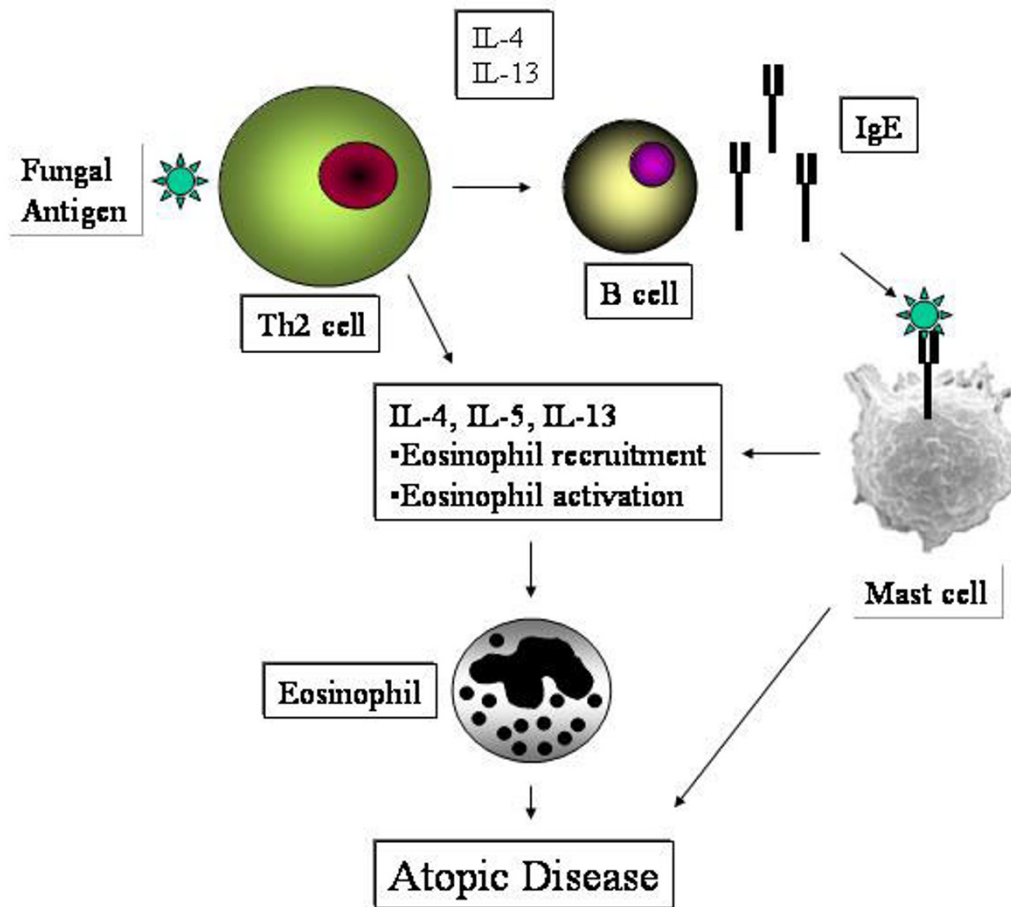 IL-4
IL-13
IgE
Fungal
Antigen
B cell
Th2 cell
IL-4, IL-5, IL-13
▪Eosinophil recruitment
▪Eosinophil activation
Mast cell
Eosinophil
Atopic Disease